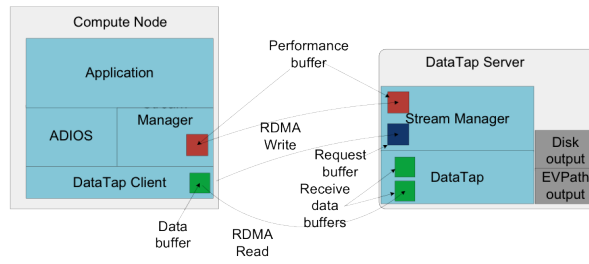 Compute Node
Application
ADIOS
Manager
DataTap Client
Data
buffer
Performance
buffer
RDMA
Write
Request
buffer
Receive
data
buffers
RDMA
Read
DataTap Server
Stream Manager
DataTap
Disk
output
EVPath
output